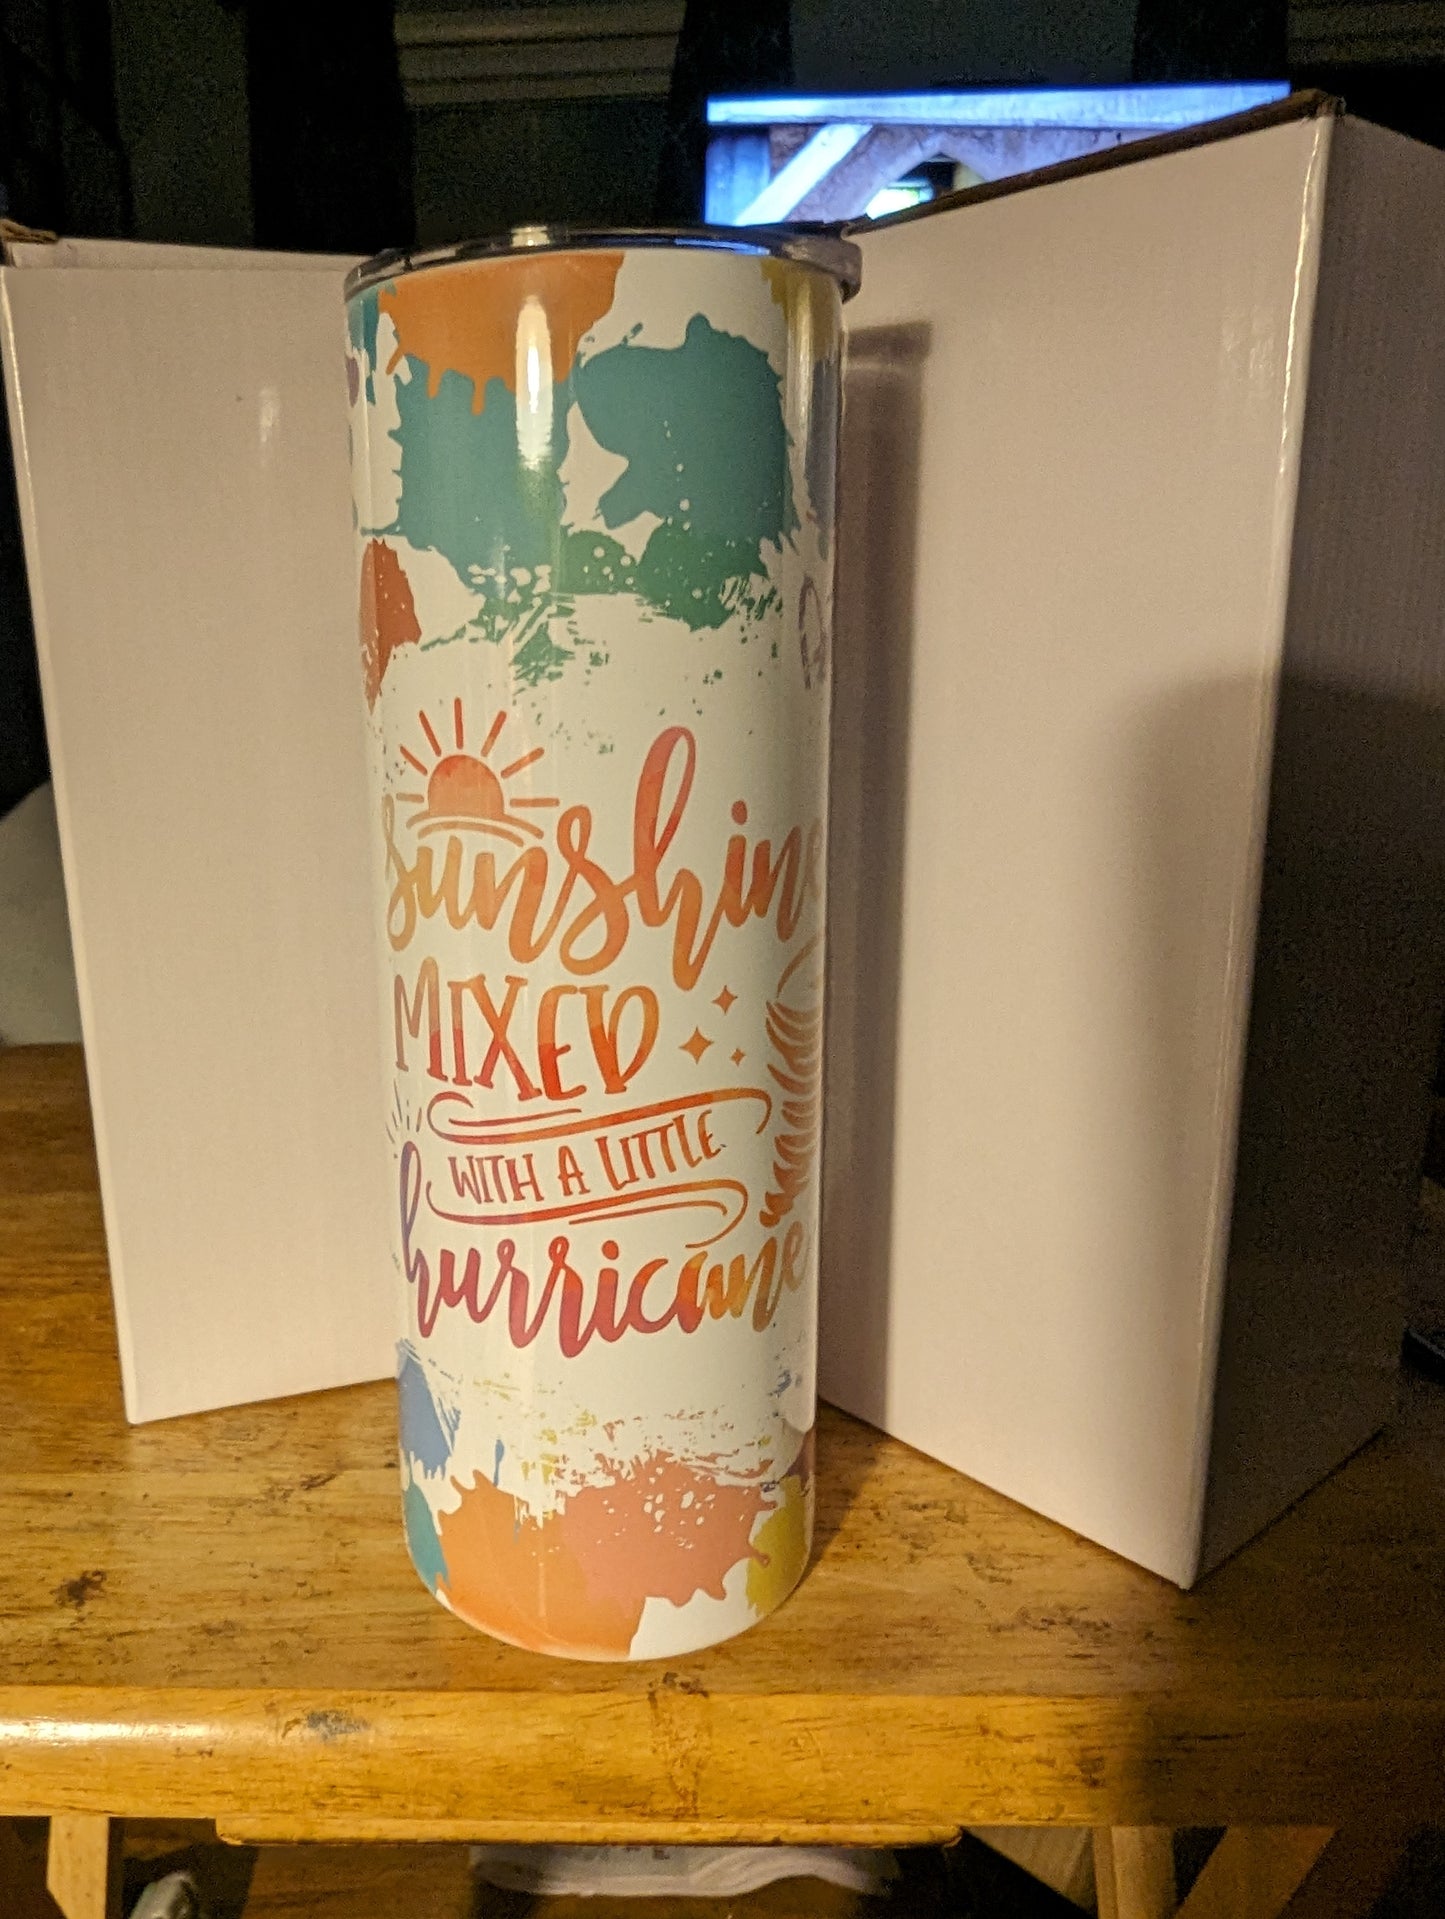 sunshine
MIXED
WITH A LITTLE
hurricane